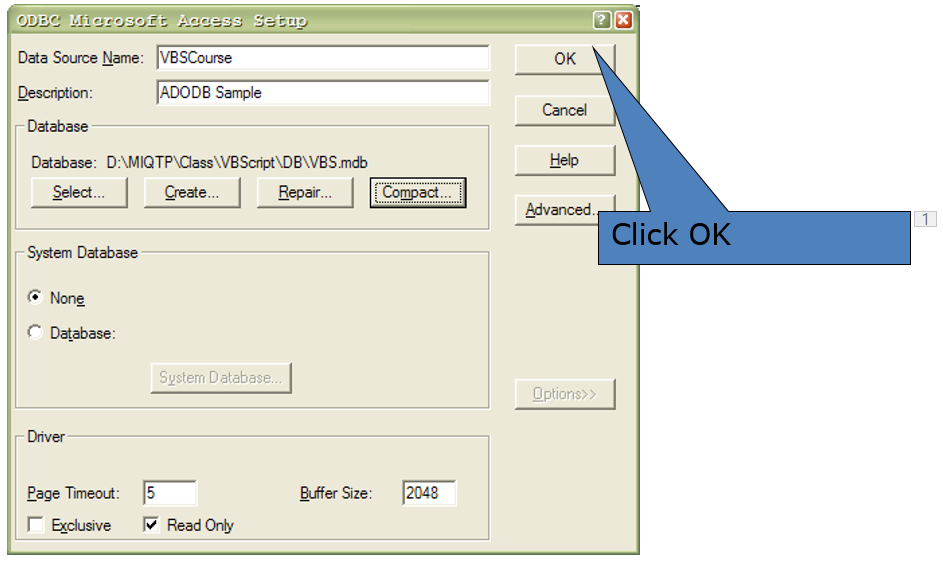 ODBC Microsoft Access Setup
Data Source Name: VBSCourse
Description: ADODB Sample
OK
Cancel
Help
Advanced...
Database
Database: D:\MIQTP\Class\VBScript\DB\VBS.mdb
Select... Create... Repair... Compact...
Click OK
1
System Database
None
Database:
System Database...
Options>>
Driver
Page Timeout: 5 Buffer Size: 2048
Exclusive Read Only